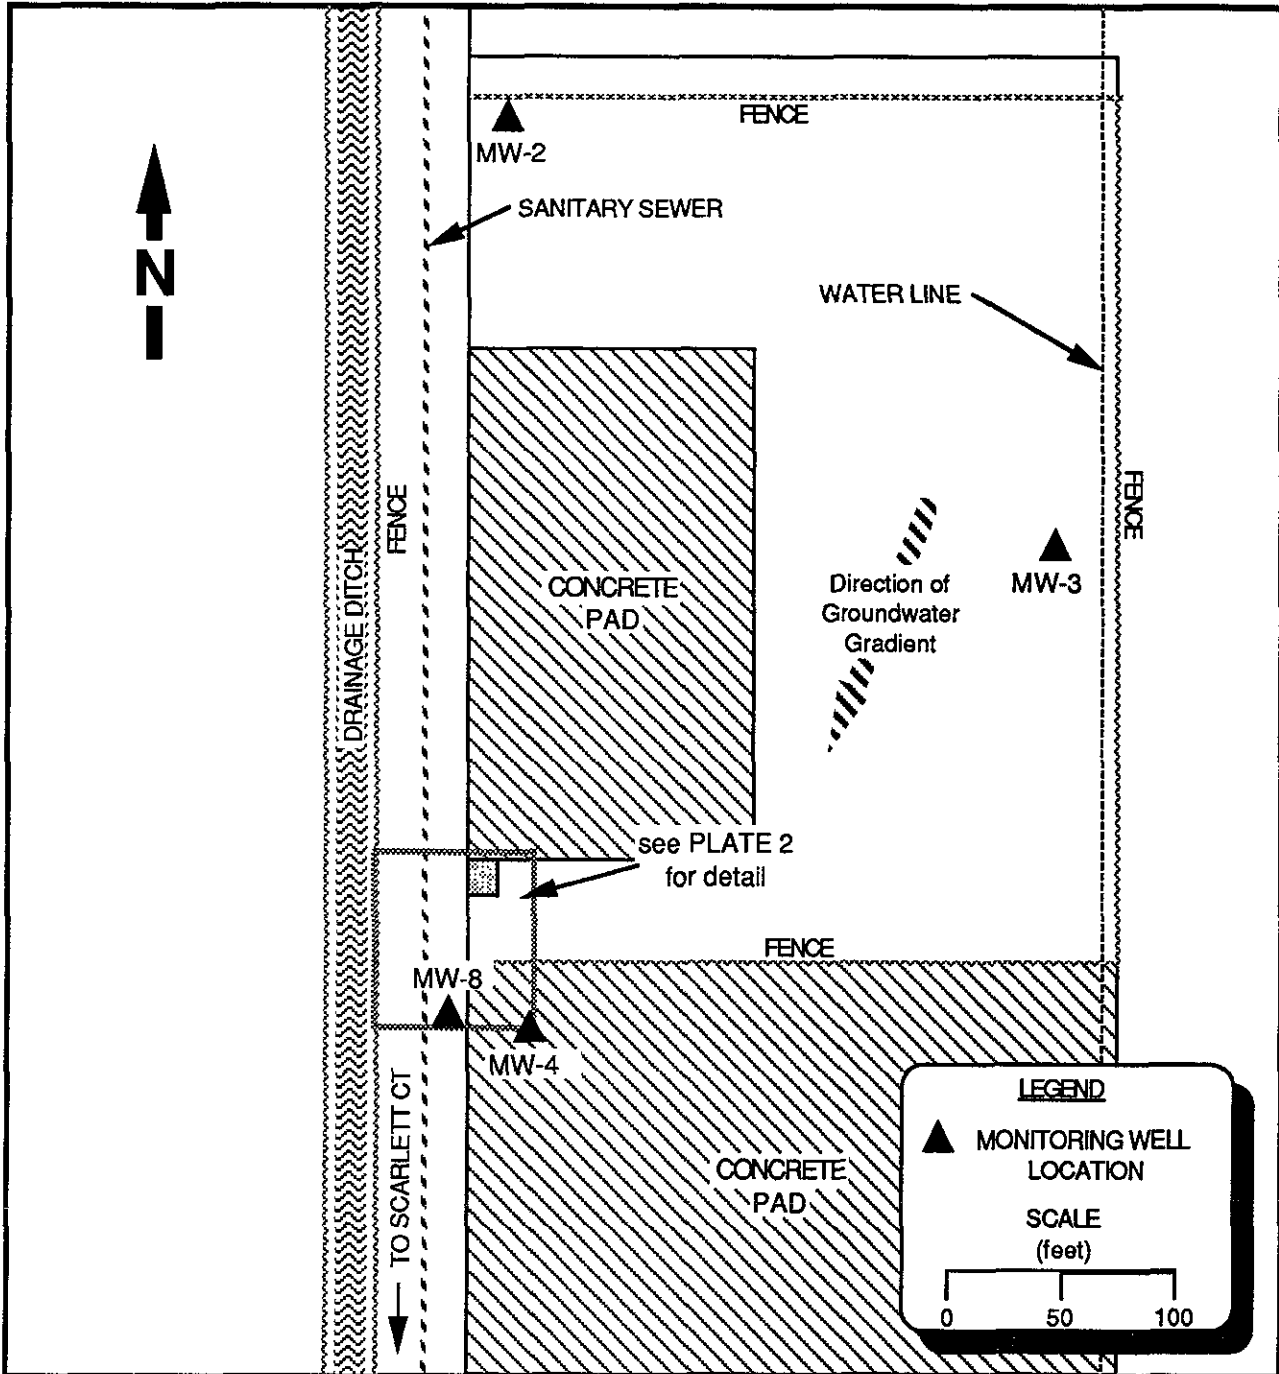 FENCE
MW-2
SANITARY SEWER
N
WATER LINE
FENCE
FENCE
DRAINAGE DITCH
CONCRETE
PAD
Direction of
Groundwater
Gradient
MW-3
see PLATE 2
for detail
FENCE
MW-8
MW-4
TO SCARLETT CT
CONCRETE
PAD
LEGEND
MONITORING WELL
LOCATION
SCALE
(feet)
0 50 100